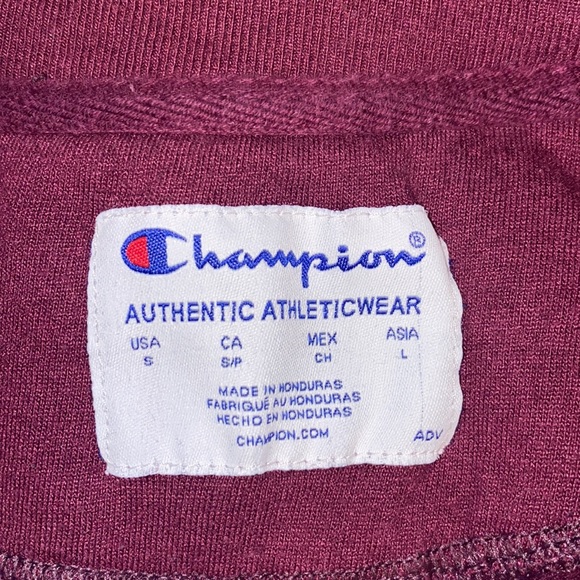 Champion®
AUTHENTIC ATHLETICWEAR
USA CA MEX ASIA
S S/P CH L
MADE IN HONDURAS
FABRIQUÉ AU HONDURAS
HECHO EN HONDURAS
CHAMPION.COM
ADV